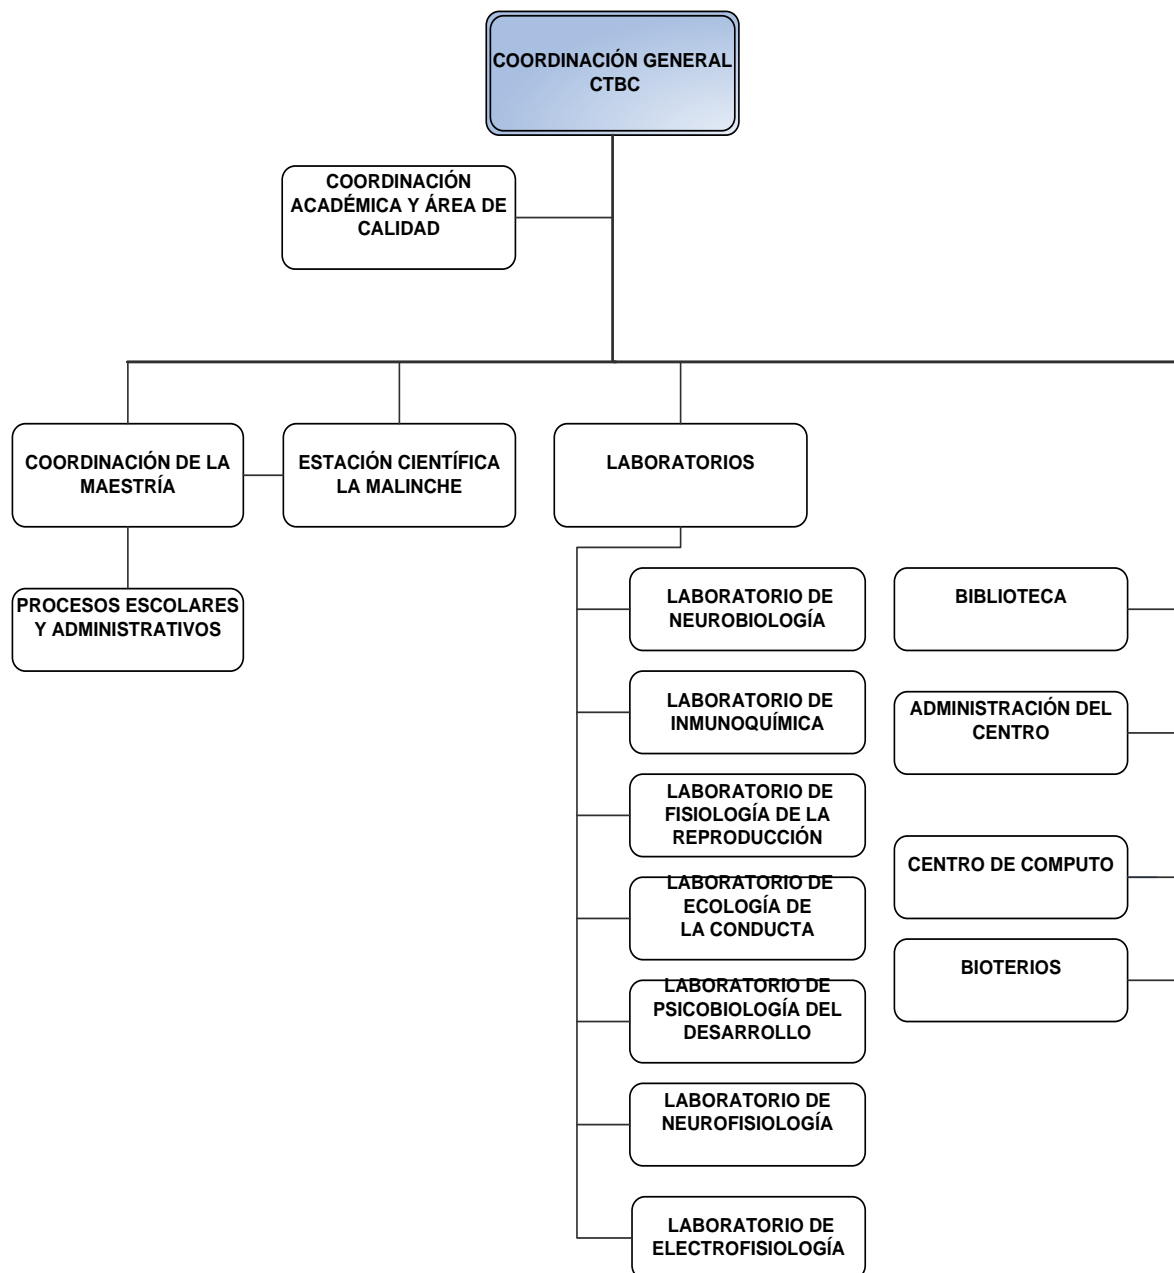 COORDINACIÓN GENERAL
CTBC
COORDINACIÓN
ACADÉMICA Y ÁREA DE
CALIDAD
COORDINACIÓN DE LA
MAESTRÍA
ESTACIÓN CIENTÍFICA
LA MALINCHE
LABORATORIOS
PROCESOS ESCOLARES
Y ADMINISTRATIVOS
LABORATORIO DE
NEUROBIOLOGÍA
LABORATORIO DE
INMUNOQUÍMICA
LABORATORIO DE
FISIOLOGÍA DE LA
REPRODUCCIÓN
LABORATORIO DE
ECOLOGÍA DE
LA CONDUCTA
LABORATORIO DE
PSICOBIOLOGÍA DEL
DESARROLLO
LABORATORIO DE
NEUROFISIOLOGÍA
LABORATORIO DE
ELECTROFISIOLOGÍA
BIBLIOTECA
ADMINISTRACIÓN DEL
CENTRO
CENTRO DE COMPUTO
BIOTERIOS